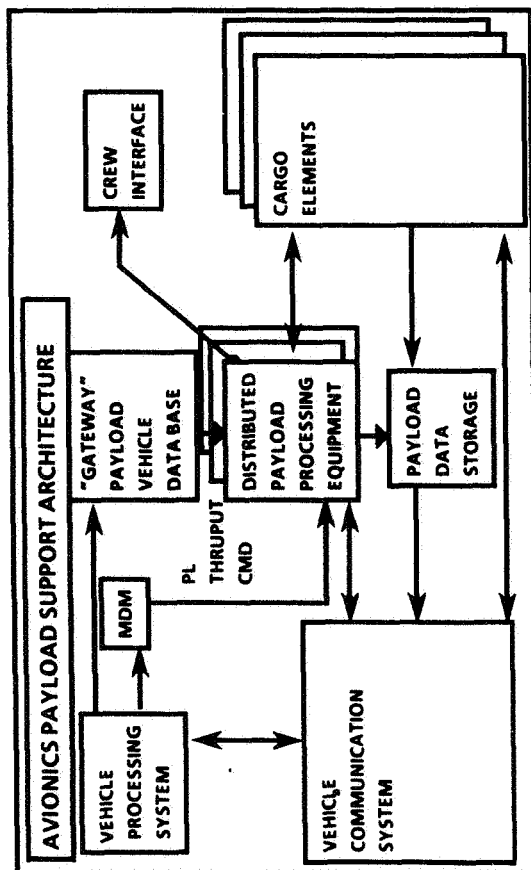 AVIONICS PAYLOAD SUPPORT ARCHITECTURE
VEHICLE
PROCESSING
SYSTEM
MDM
"GATEWAY"
PAYLOAD
VEHICLE
DATA BASE
CREW
INTERFACE
PL
THRUPUT
CMD
DISTRIBUTED
PAYLOAD
PROCESSING
EQUIPMENT
CARGO
ELEMENTS
VEHICLE
COMMUNICATION
SYSTEM
PAYLOAD
DATA
STORAGE